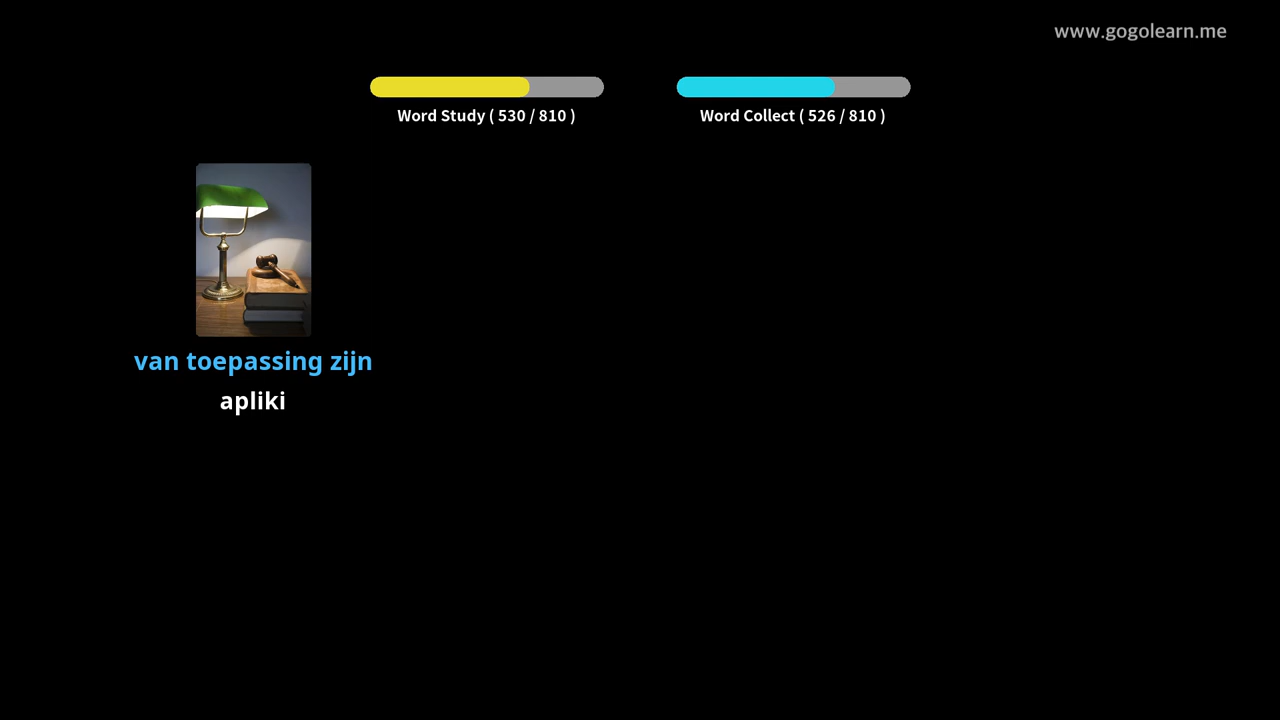 www.gogolearn.me
Word Study ( 530 / 810 )
Word Collect ( 526 / 810 )
van toepassing zijn
apliki